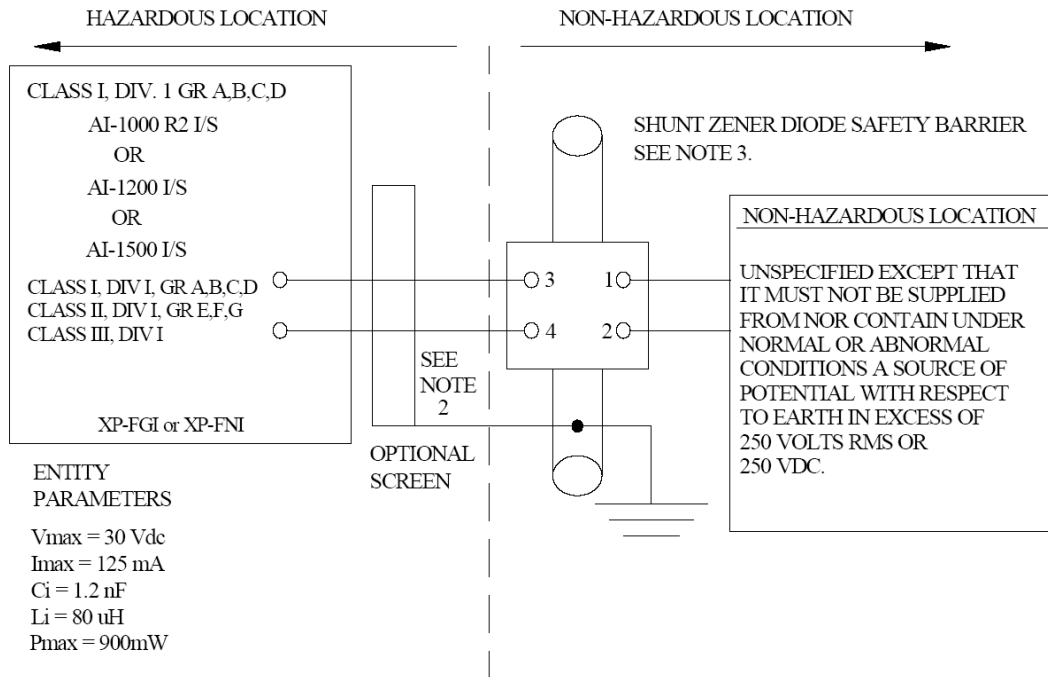 HAZARDOUS LOCATION
NON-HAZARDOUS LOCATION
CLASS I, DIV. 1 GR A,B,C,D
AI-1000 R2 I/S
OR
AI-1200 I/S
OR
AI-1500 I/S
CLASS I, DIV I, GR A,B,C,D
CLASS II, DIV I, GR E,F,G
CLASS III, DIV I
XP-FGI or XP-FNI
ENTITY
PARAMETERS
Vmax = 30 Vdc
Imax = 125 mA
Ci = 1.2 nF
Li = 80 uH
Pmax = 900mW
SEE
NOTE
2
OPTIONAL
SCREEN
3
1
4
2
SHUNT ZENER DIODE SAFETY BARRIER
SEE NOTE 3.
NON-HAZARDOUS LOCATION
UNSPECIFIED EXCEPT THAT
IT MUST NOT BE SUPPLIED
FROM NOR CONTAIN UNDER
NORMAL OR ABNORMAL
CONDITIONS A SOURCE OF
POTENTIAL WITH RESPECT
TO EARTH IN EXCESS OF
250 VOLTS RMS OR
250 VDC.